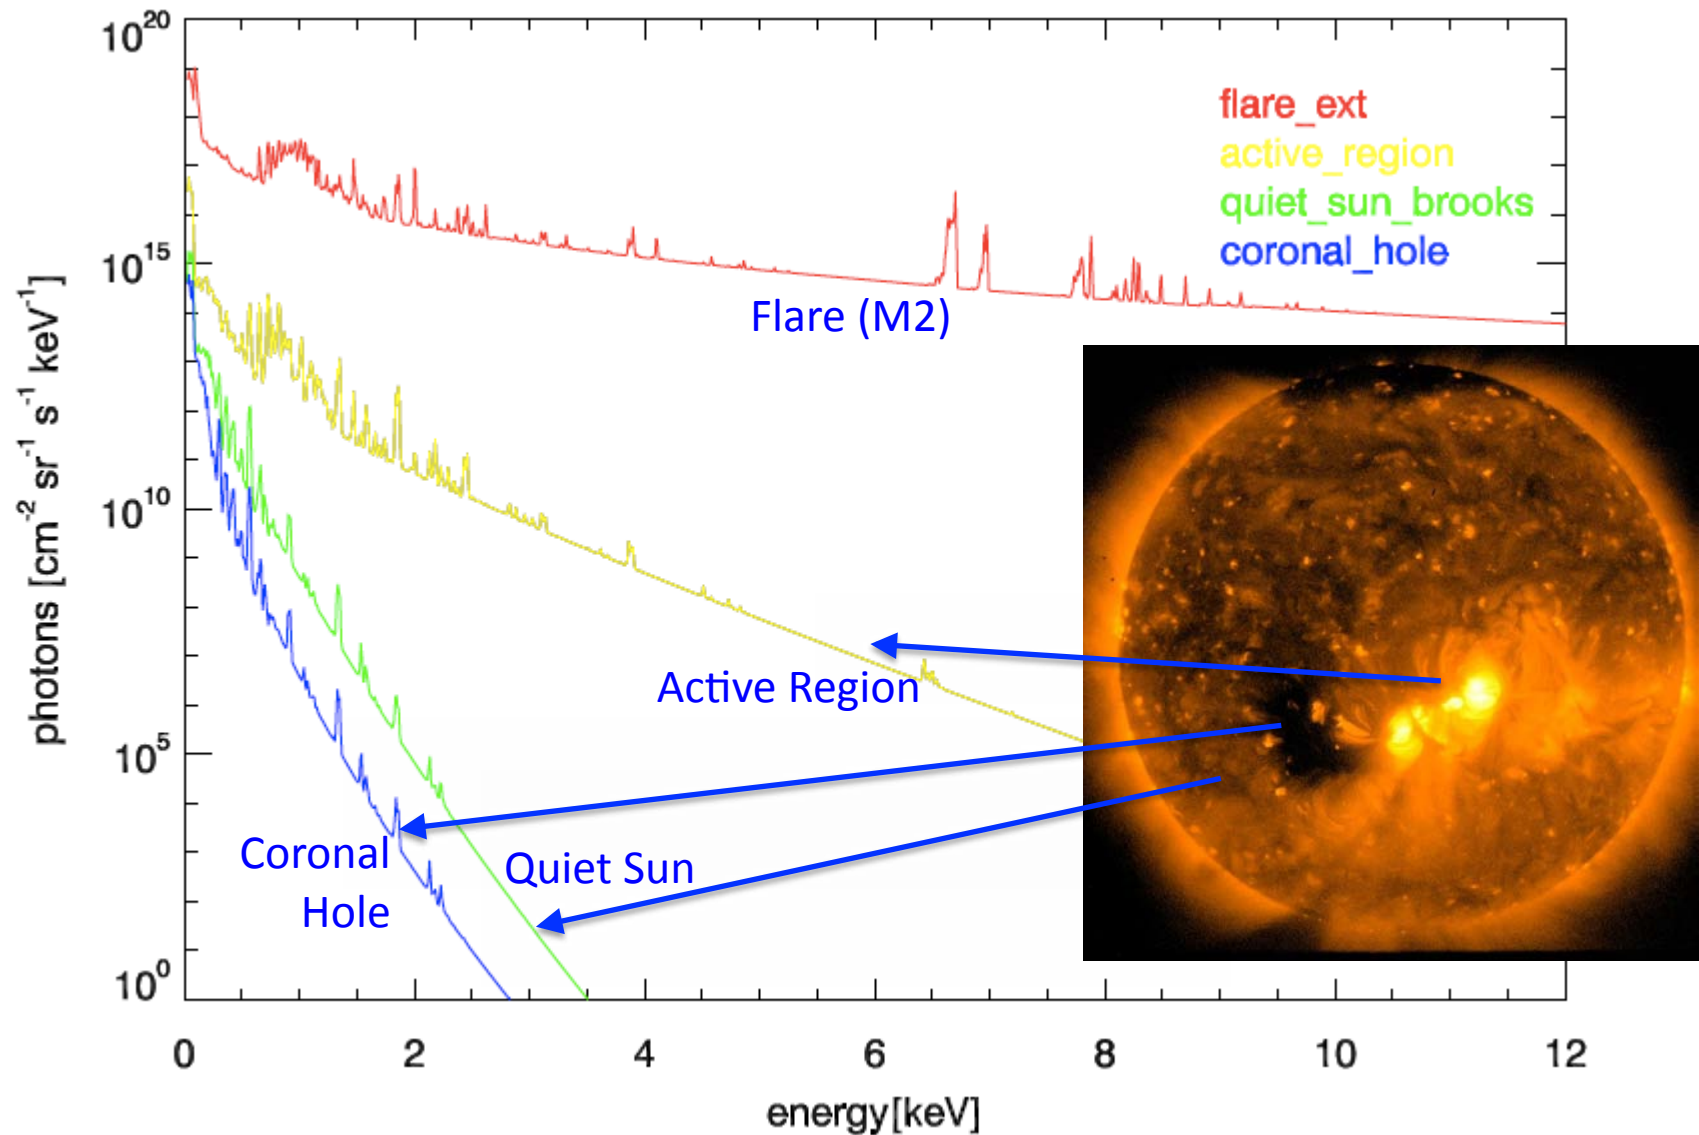 10^20
10^15
10^10
10^5
10^0
photons [cm^-2 sr^-1 s^-1 keV^-1]
flare_ext
active_region
quiet_sun_brooks
coronal_hole
Flare (M2)
Active Region
Coronal
Hole
Quiet Sun
0 2 4 6 8 10 12
energy[keV]